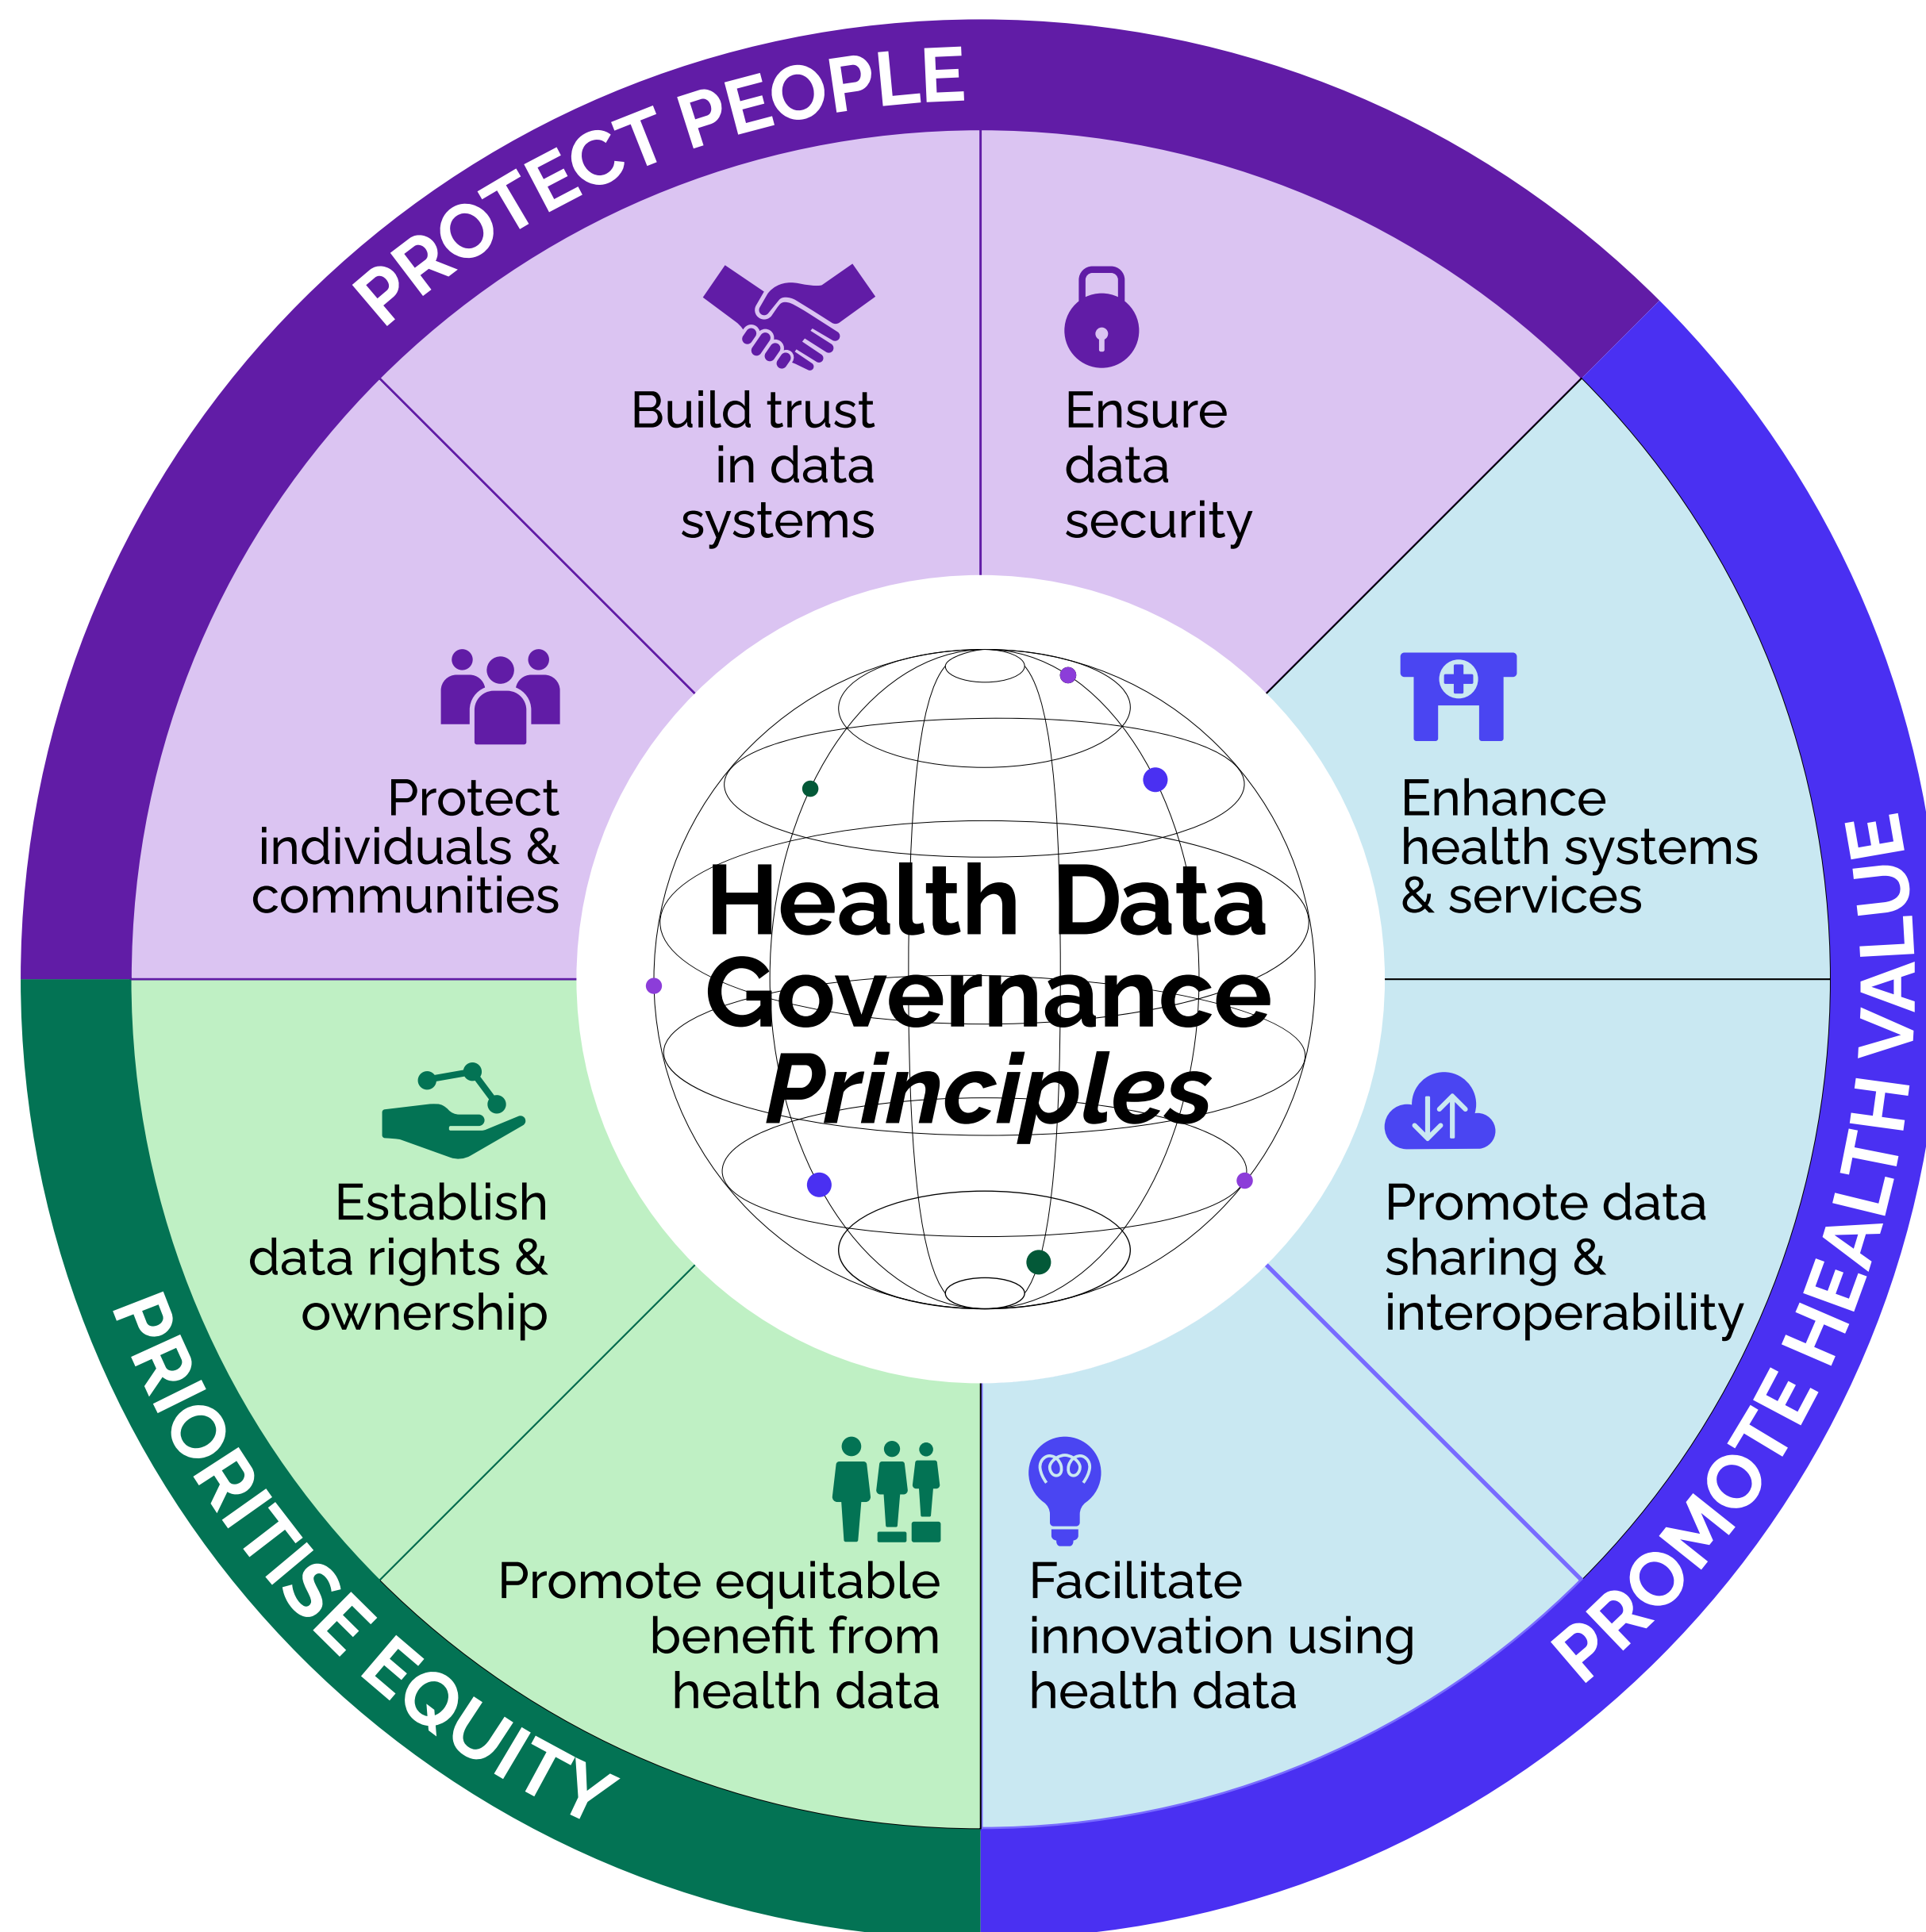 PROTECT PEOPLE
Build trust
in data
systems
Ensure
data
security
Protect
individuals &
communities
Enhance
health systems
& services
PROMOTE HEALTH VALUE
Health Data
Governance
Principles
Establish
data rights &
ownership
Promote data
sharing &
interoperability
PRIORITISE EQUITY
Promote equitable
benefit from
health data
Facilitate
innovation using
health data